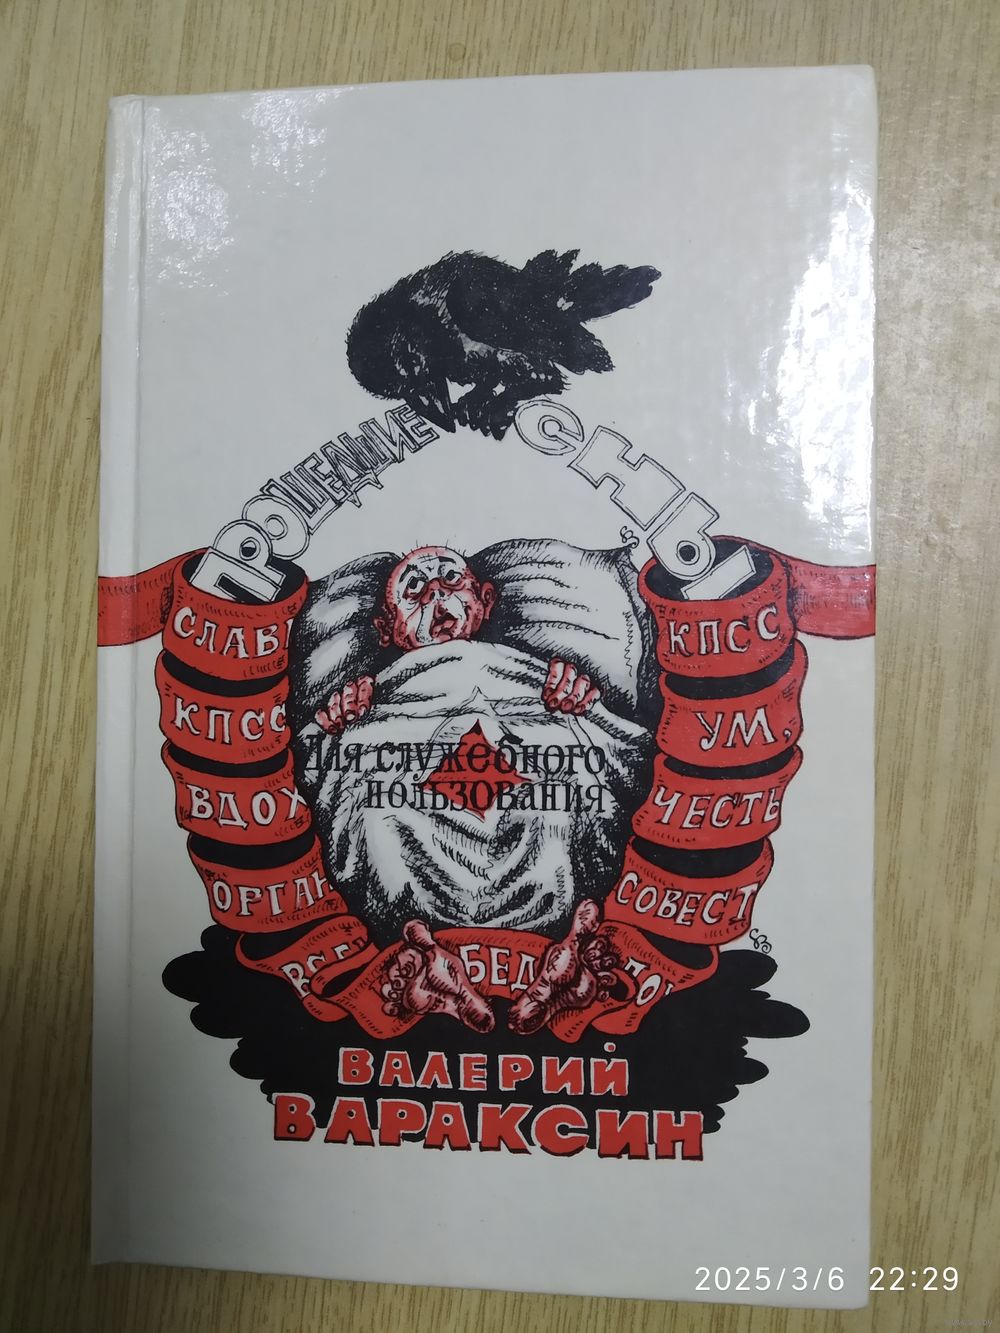 ПРОШЕДШИЕ СНЫ
СЛАВ
КПСС
ВДОХ
ОРГАН
КПСС
УМ,
ЧЕСТЬ
СОВЕСТ
Для служебного
пользования
БЕД
ВАЛЕРИЙ
ВАРАКСИН
2025/3/6 22:29